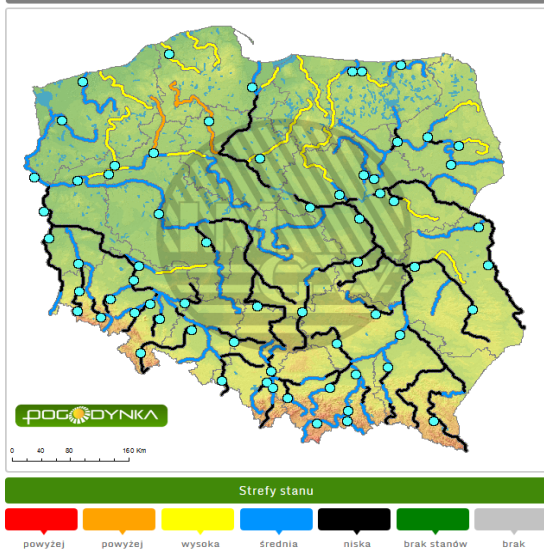 POGODYNKA
0 40 80 160 Km
Strefy stanu
powyżej powyżej wysoka średnia niska brak stanów brak